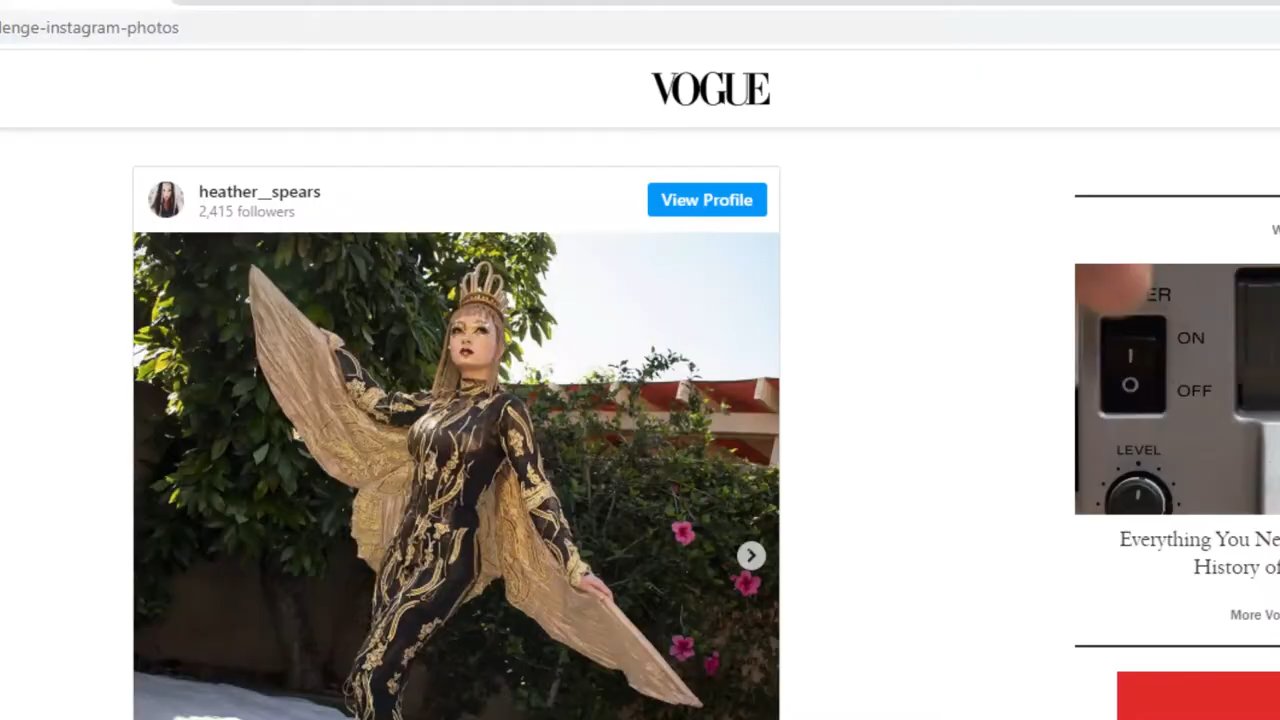 lenge-instagram-photos
VOGUE
heather__spears
2,415 followers
View Profile
W
ER
ON
OFF
LEVEL
Everything You Ne
History of
More Vo